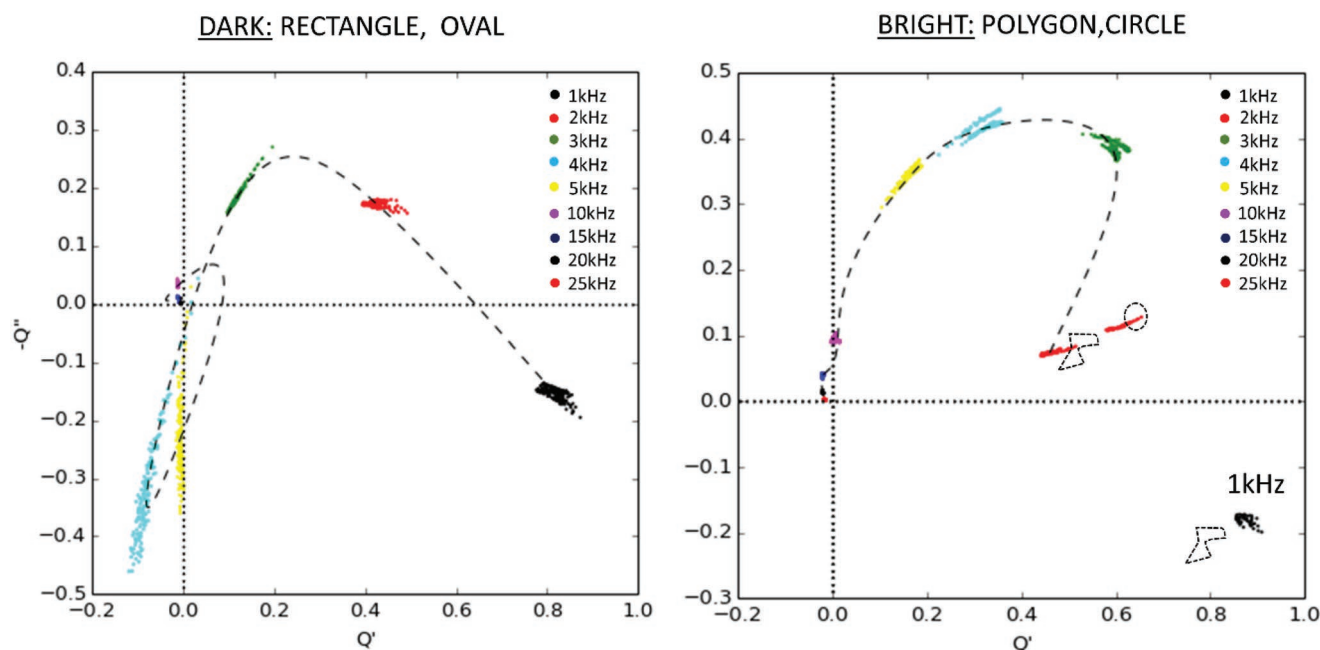 DARK: RECTANGLE, OVAL
0.4
0.3
0.2
0.1
0.0
−0.1
−0.2
−0.3
−0.4
−0.5
-Q"
−0.2
0.0
0.2
0.4
0.6
0.8
1.0
Q'
1kHz
2kHz
3kHz
4kHz
5kHz
10kHz
15kHz
20kHz
25kHz
BRIGHT: POLYGON,CIRCLE
0.5
0.4
0.3
0.2
0.1
0.0
−0.1
−0.2
−0.3
−0.2
0.0
0.2
0.4
0.6
0.8
1.0
Q'
1kHz
2kHz
3kHz
4kHz
5kHz
10kHz
15kHz
20kHz
25kHz
1kHz